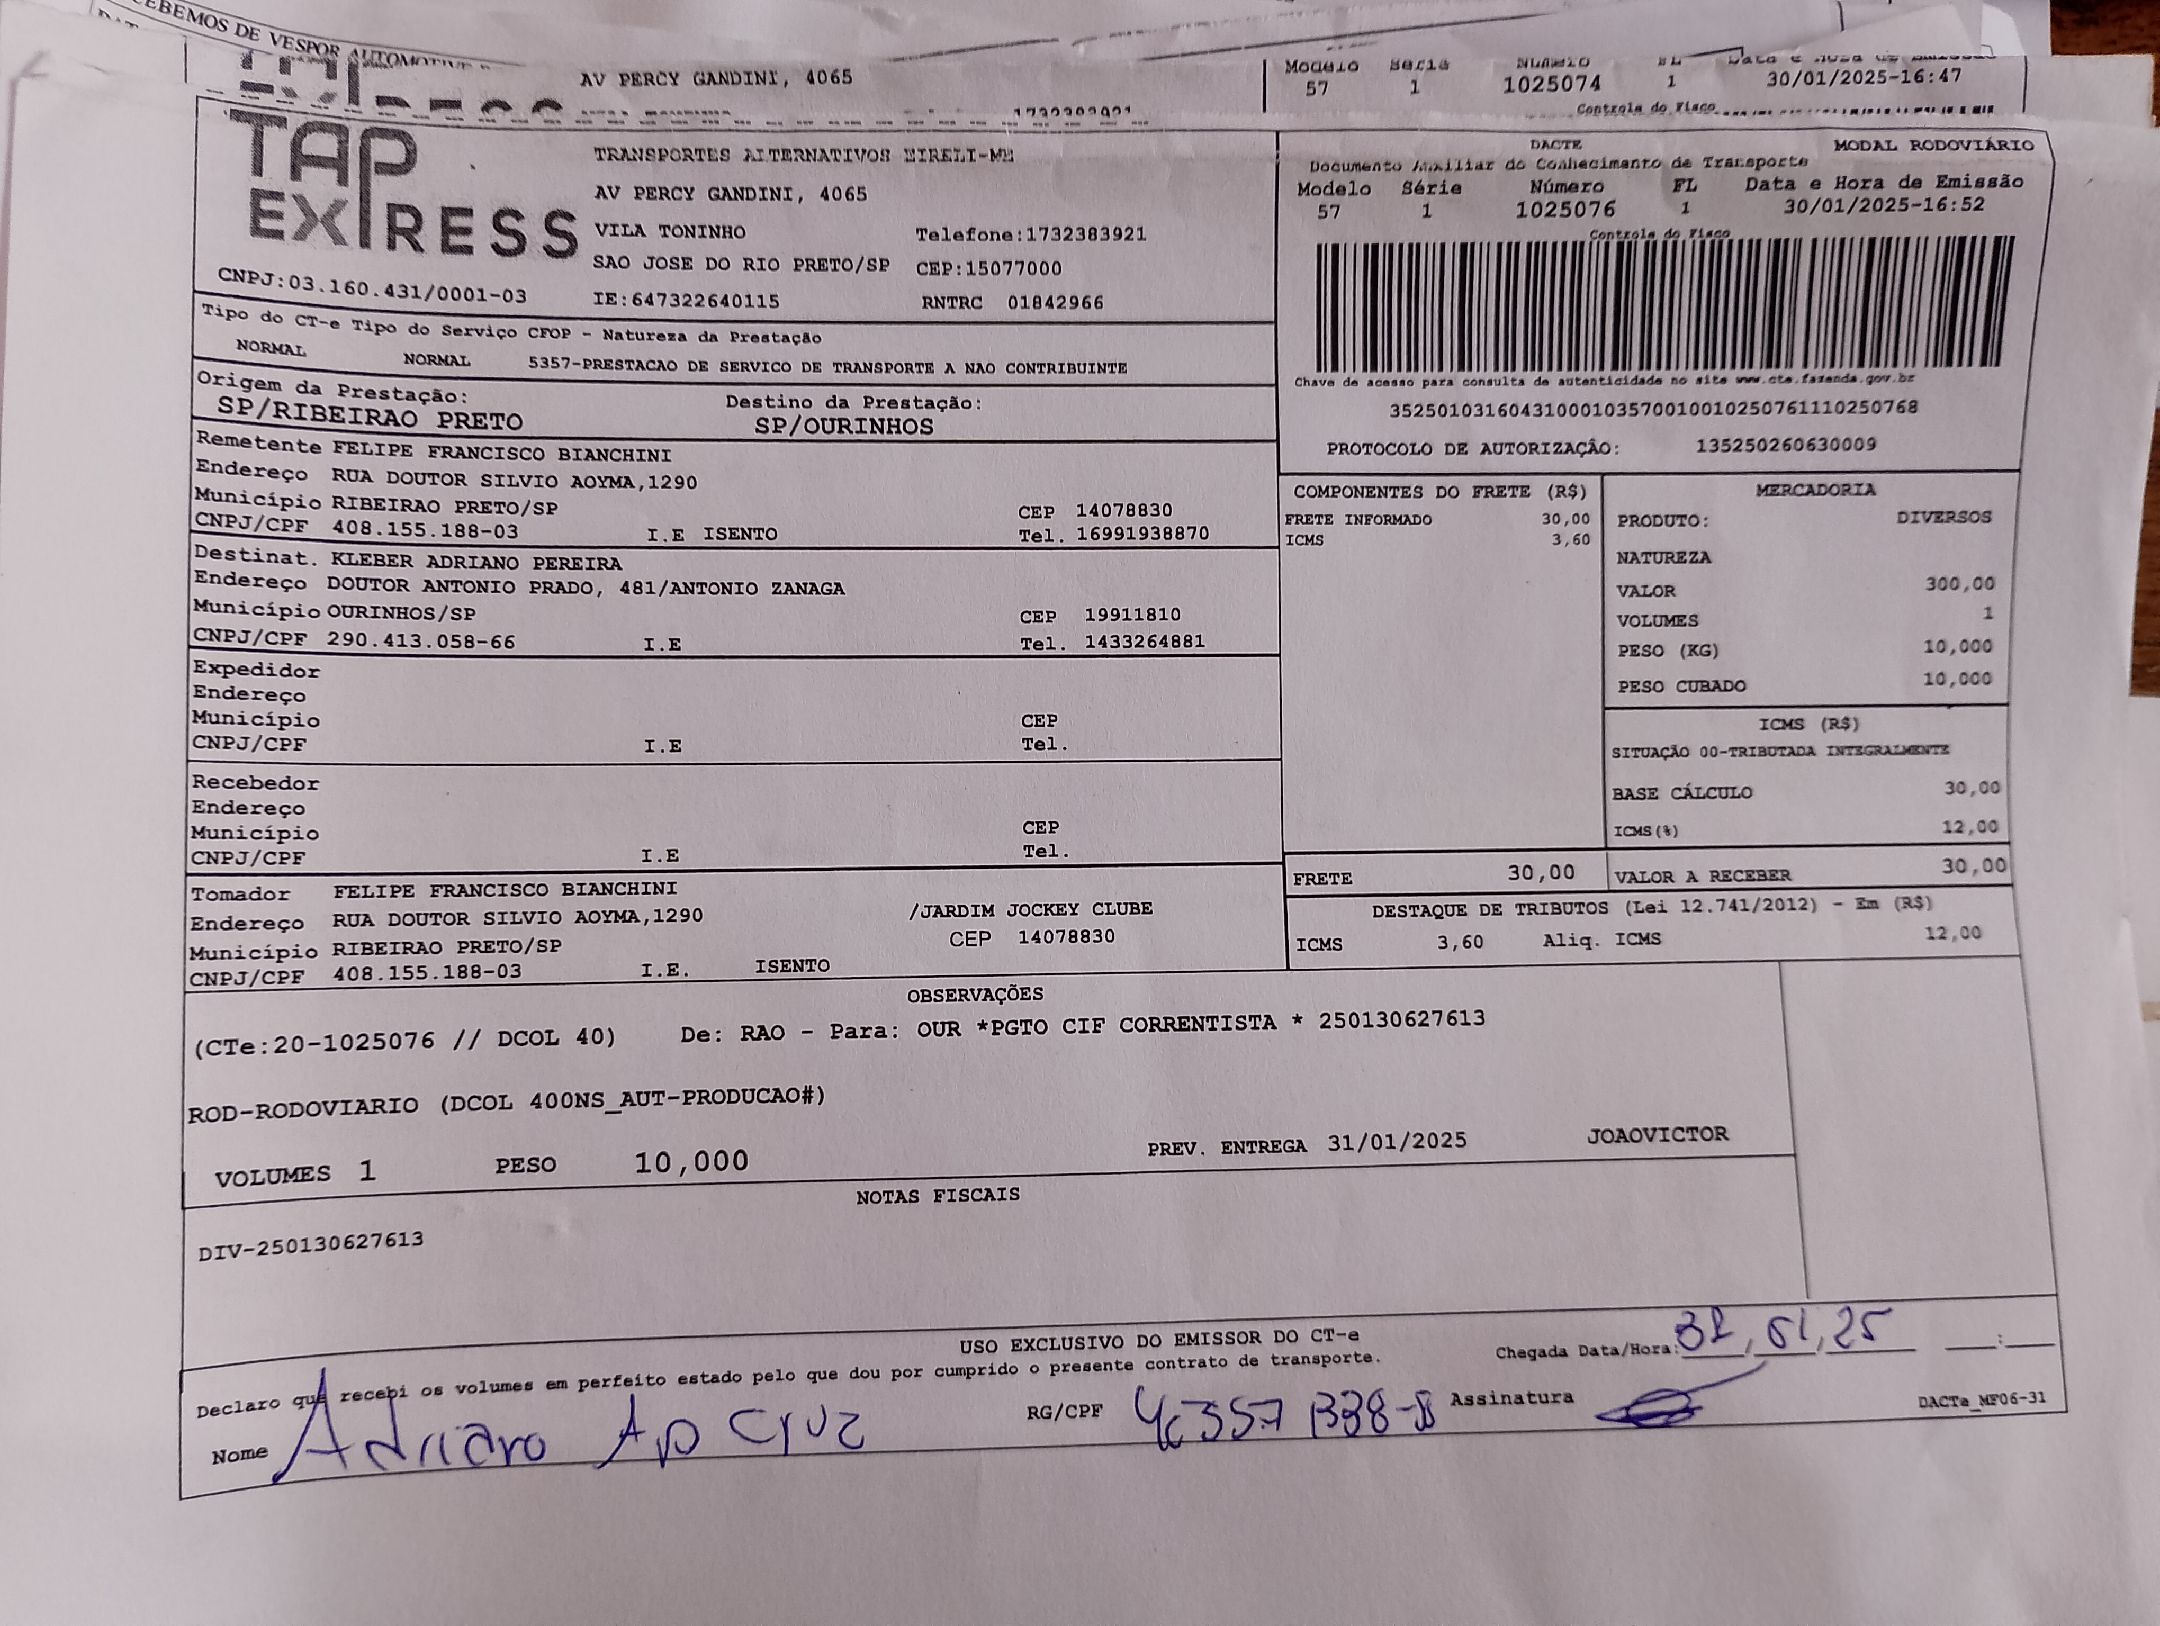 CEBEMOS DE VESPOR AUTOMOTIVE
AV PERCY GANDINI, 4065
Modelo Série Número FL Data e Hora de Emissão
57 1 1025074 1 30/01/2025-16:47
Controle do Fisco
1732383921
TAP EXPRESS
CNPJ:03.160.431/0001-03
TRANSPORTES ALTERNATIVOS EIRELI-ME
AV PERCY GANDINI, 4065
VILA TONINHO Telefone:1732383921
SAO JOSE DO RIO PRETO/SP CEP:15077000
IE:647322640115 RNTRC 01842966
DACTE MODAL RODOVIÁRIO
Documento Auxiliar do Conhecimento de Transporte
Modelo Série Número FL Data e Hora de Emissão
57 1 1025076 1 30/01/2025-16:52
Controle do Fisco
Chave de acesso para consulta de autenticidade no site www.cte.fazenda.gov.br
35250103160431000103570010010250761110250768
PROTOCOLO DE AUTORIZAÇÂO: 135250260630009
Tipo do CT-e Tipo do Serviço CFOP - Natureza da Prestação
NORMAL NORMAL 5357-PRESTACAO DE SERVICO DE TRANSPORTE A NAO CONTRIBUINTE
Origem da Prestação: Destino da Prestação:
SP/RIBEIRAO PRETO SP/OURINHOS
Remetente FELIPE FRANCISCO BIANCHINI
Endereço RUA DOUTOR SILVIO AOYMA,1290
Município RIBEIRAO PRETO/SP CEP 14078830
CNPJ/CPF 408.155.188-03 I.E ISENTO Tel. 16991938870
Destinat. KLEBER ADRIANO PEREIRA
Endereço DOUTOR ANTONIO PRADO, 481/ANTONIO ZANAGA
Município OURINHOS/SP CEP 19911810
CNPJ/CPF 290.413.058-66 I.E Tel. 1433264881
Expedidor
Endereço
Município CEP
CNPJ/CPF I.E Tel.
Recebedor
Endereço
Município CEP
CNPJ/CPF I.E Tel.
Tomador FELIPE FRANCISCO BIANCHINI
Endereço RUA DOUTOR SILVIO AOYMA,1290 /JARDIM JOCKEY CLUBE
Município RIBEIRAO PRETO/SP CEP 14078830
CNPJ/CPF 408.155.188-03 I.E. ISENTO
COMPONENTES DO FRETE (R$)
FRETE INFORMADO 30,00
ICMS 3,60
MERCADORIA
PRODUTO: DIVERSOS
NATUREZA
VALOR 300,00
VOLUMES 1
PESO (KG) 10,000
PESO CUBADO 10,000
ICMS (R$)
SITUAÇÃO 00-TRIBUTADA INTEGRALMENTE
BASE CÁLCULO 30,00
ICMS(%) 12,00
FRETE 30,00 VALOR A RECEBER 30,00
DESTAQUE DE TRIBUTOS (Lei 12.741/2012) - Em (R$)
ICMS 3,60 Aliq. ICMS 12,00
OBSERVAÇÕES
(CTe:20-1025076 // DCOL 40) De: RAO - Para: OUR *PGTO CIF CORRENTISTA * 250130627613
ROD-RODOVIARIO (DCOL 400NS_AUT-PRODUCAO#)
VOLUMES 1 PESO 10,000 PREV. ENTREGA 31/01/2025 JOAOVICTOR
NOTAS FISCAIS
DIV-250130627613
USO EXCLUSIVO DO EMISSOR DO CT-e
Declaro que recebi os volumes em perfeito estado pelo que dou por cumprido o presente contrato de transporte.
Chegada Data/Hora: 31,01,25 :
Nome Adriano Ap Cruz RG/CPF Assinatura
DACTe_MF06-31